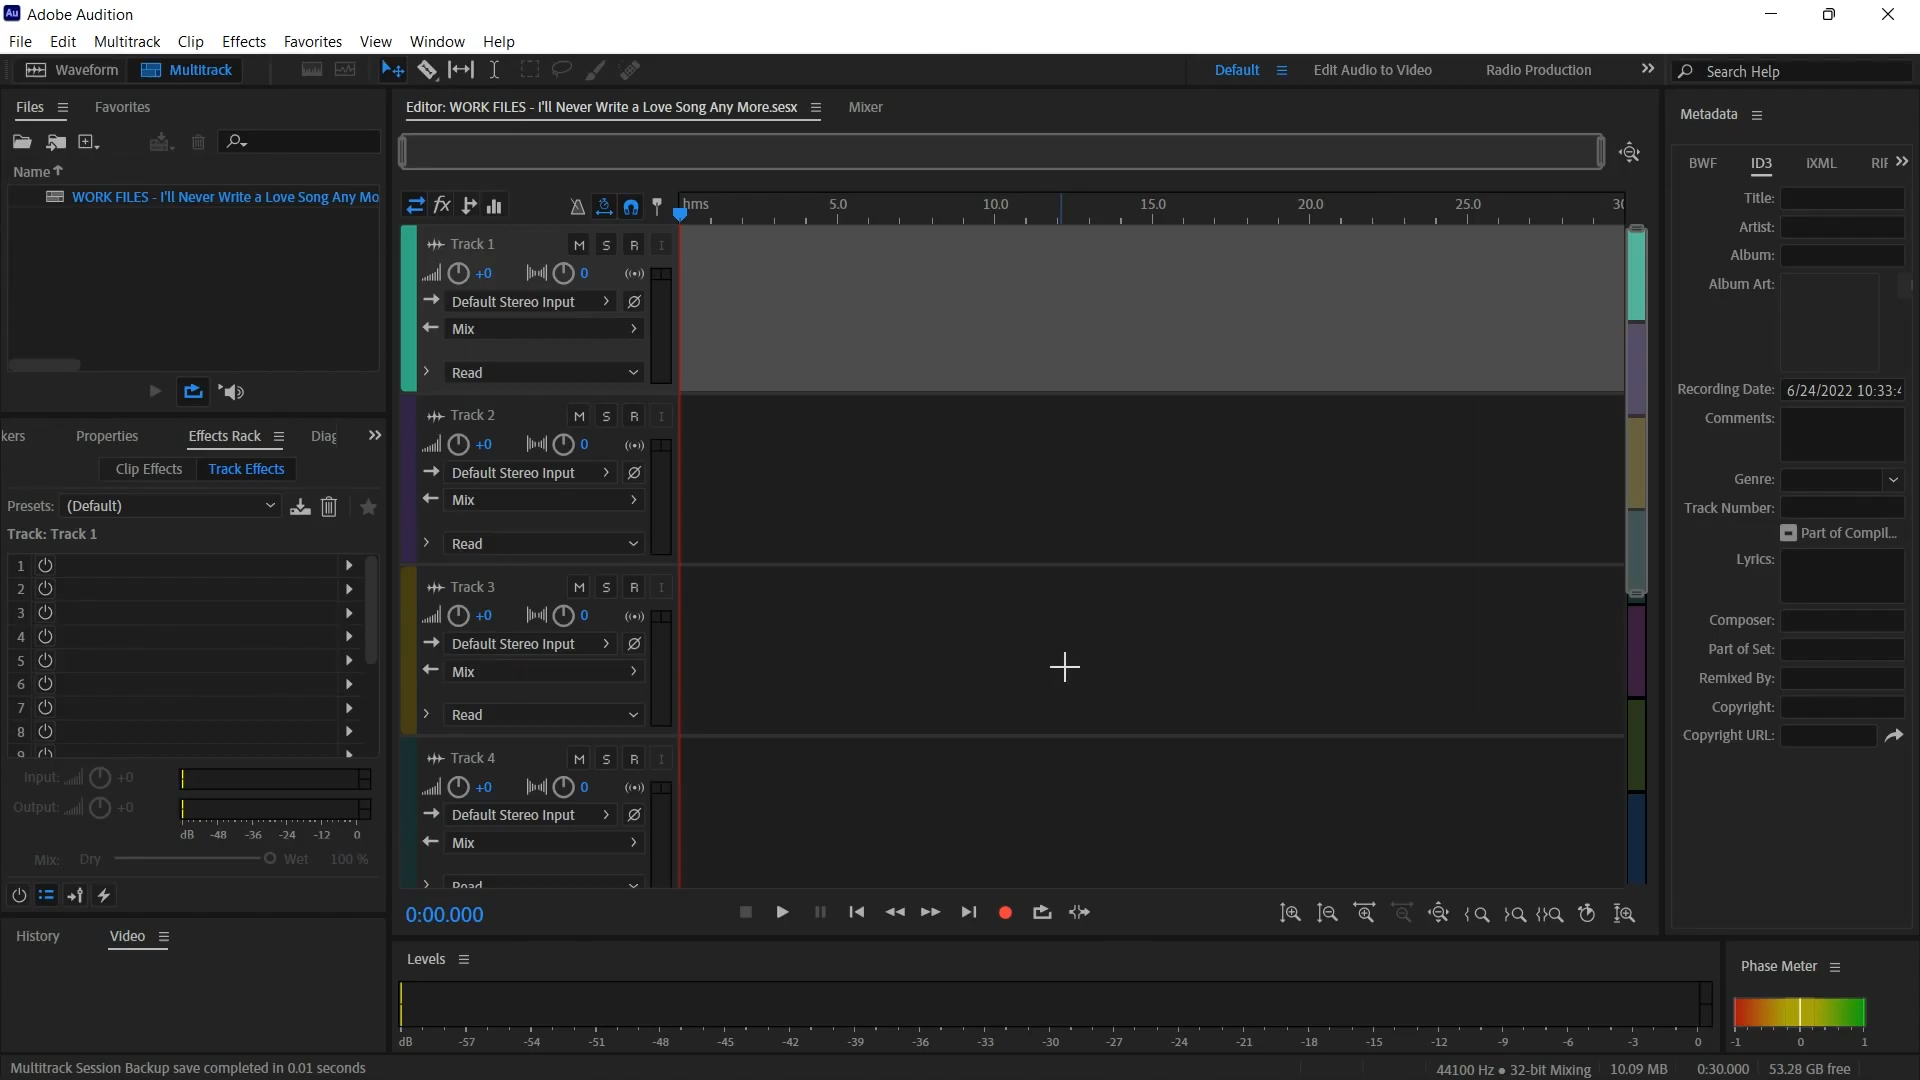 Au Adobe Audition
File Edit Multitrack Clip Effects Favorites View Window Help
Waveform Multitrack
Default Edit Audio to Video Radio Production Search Help
Files Favorites
Name
WORK FILES - I'll Never Write a Love Song Any Mo
Editor: WORK FILES - I'll Never Write a Love Song Any More.sesx Mixer
fx
hms 5.0 10.0 15.0 20.0 25.0
Track 1 M S R I
+0 0
Default Stereo Input
Mix
Read
Track 2 M S R I
+0 0
Default Stereo Input
Mix
Read
Track 3 M S R I
+0 0
Default Stereo Input
Mix
Read
Track 4 M S R I
+0 0
Default Stereo Input
Mix
Read
kers Properties Effects Rack Diag
Clip Effects Track Effects
Presets: (Default)
Track: Track 1
1
2
3
4
5
6
7
8
9
Input: +0
Output: +0
dB -48 -36 -24 -12 0
Mix: Dry Wet 100 %
History Video
0:00.000
Levels
dB -57 -54 -51 -48 -45 -42 -39 -36 -33 -30 -27 -24 -21 -18 -15 -12 -9 -6 -3 0
Metadata
BWF ID3 IXML RIF
Title:
Artist:
Album:
Album Art:
Recording Date: 6/24/2022 10:33:4
Comments:
Genre:
Track Number:
Part of Compil...
Lyrics:
Composer:
Part of Set:
Remixed By:
Copyright:
Copyright URL:
Phase Meter
-1 0 1
Multitrack Session Backup save completed in 0.01 seconds
44100 Hz ● 32-bit Mixing 10.09 MB 0:30.000 53.28 GB free